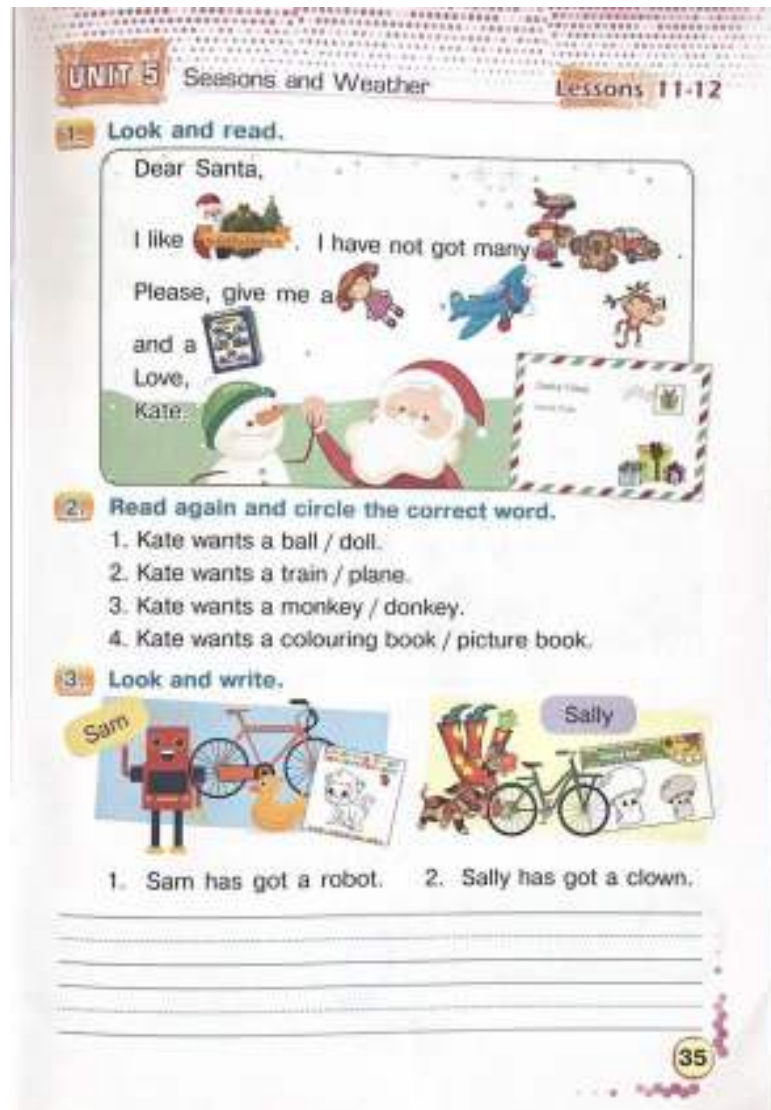 UNIT 5 Seasons and Weather Lessons 11-12
1. Look and read.
Dear Santa,
I like . I have not got many
Please, give me a a
and a
Love,
Kate.
2. Read again and circle the correct word.
1. Kate wants a ball / doll.
2. Kate wants a train / plane.
3. Kate wants a monkey / donkey.
4. Kate wants a colouring book / picture book.
3. Look and write.
Sam
Sally
1. Sam has got a robot. 2. Sally has got a clown.
35